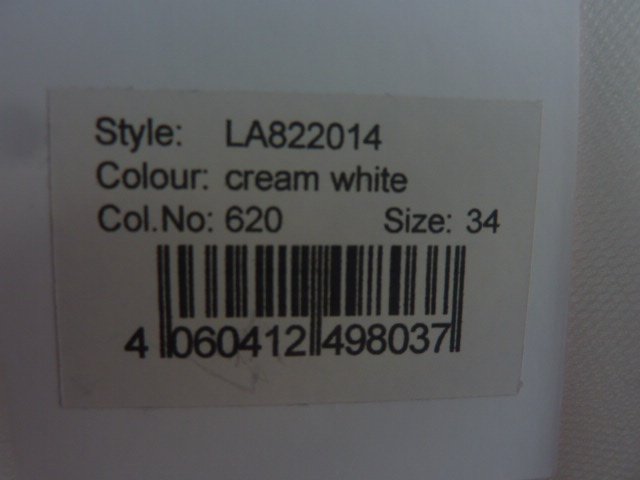 Style: LA822014
Colour: cream white
Col.No: 620 Size: 34
4 060412 498037